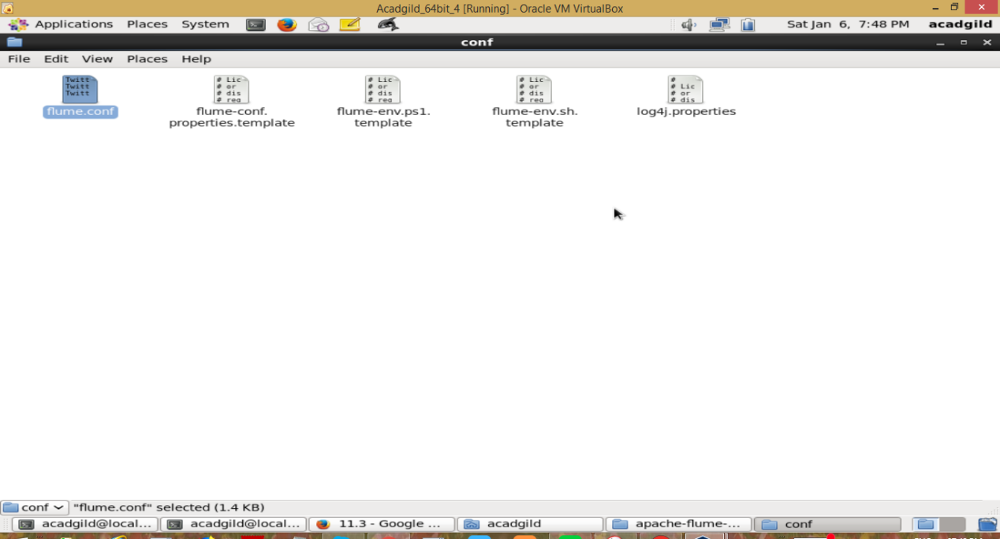 Acadgild_64bit_4 [Running] - Oracle VM VirtualBox
Applications Places System Sat Jan 6, 7:48 PM acadgild
conf
File Edit View Places Help
Twitt
Twitt
Twitt
flume.conf
# Lic
# or
# dis
# req
flume-conf.
properties.template
# Lic
# or
# dis
# req
flume-env.ps1.
template
# Lic
# or
# dis
# req
flume-env.sh.
template
#
# Lic
# or
# dis
log4j.properties
conf "flume.conf" selected (1.4 KB)
acadgild@local... acadgild@local... 11.3 - Google ... acadgild apache-flume-... conf